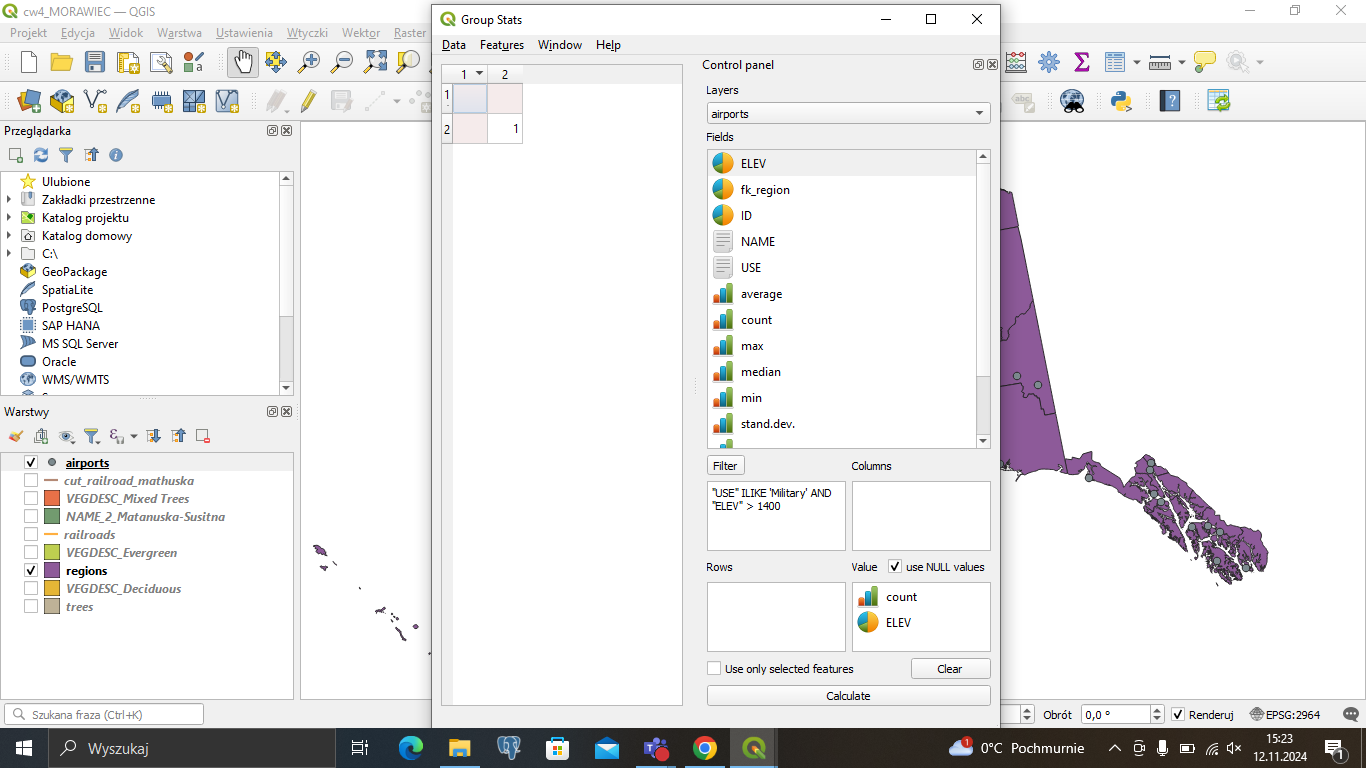 cw4_MORAWIEC — QGIS
Projekt Edycja Widok Warstwa Ustawienia Wtyczki Wektor Raster
Przeglądarka
Ulubione
Zakładki przestrzenne
Katalog projektu
Katalog domowy
C:\
GeoPackage
SpatiaLite
PostgreSQL
SAP HANA
MS SQL Server
Oracle
WMS/WMTS
Warstwy
airports
cut_railroad_mathuska
VEGDESC_Mixed Trees
NAME_2_Matanuska-Susitna
railroads
VEGDESC_Evergreen
regions
VEGDESC_Deciduous
trees
Szukana fraza (Ctrl+K)
Group Stats
Data Features Window Help
1 2
1
2 1
Control panel
Layers
airports
Fields
ELEV
fk_region
ID
NAME
USE
average
count
max
median
min
stand.dev.
Filter Columns
"USE" ILIKE 'Military' AND
"ELEV" > 1400
Rows Value use NULL values
count
ELEV
Use only selected features Clear
Calculate
abc
Obrót 0,0 ° Renderuj EPSG:2964
Wyszukaj
1 0°C Pochmurnie
15:23
12.11.2024
1